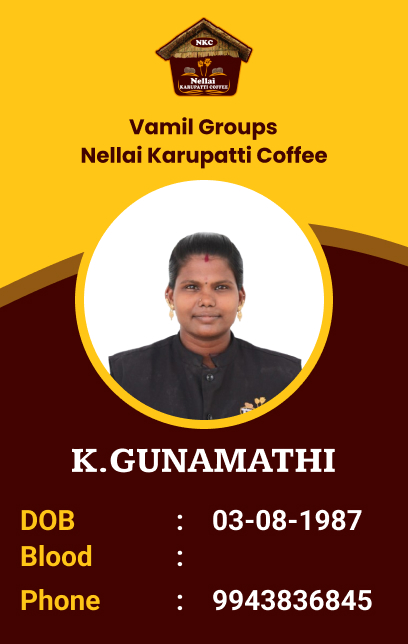 NKC
Nellai
KARUPATTI COFFEE
Vamil Groups
Nellai Karupatti Coffee
K.GUNAMATHI
DOB : 03-08-1987
Blood :
Phone : 9943836845